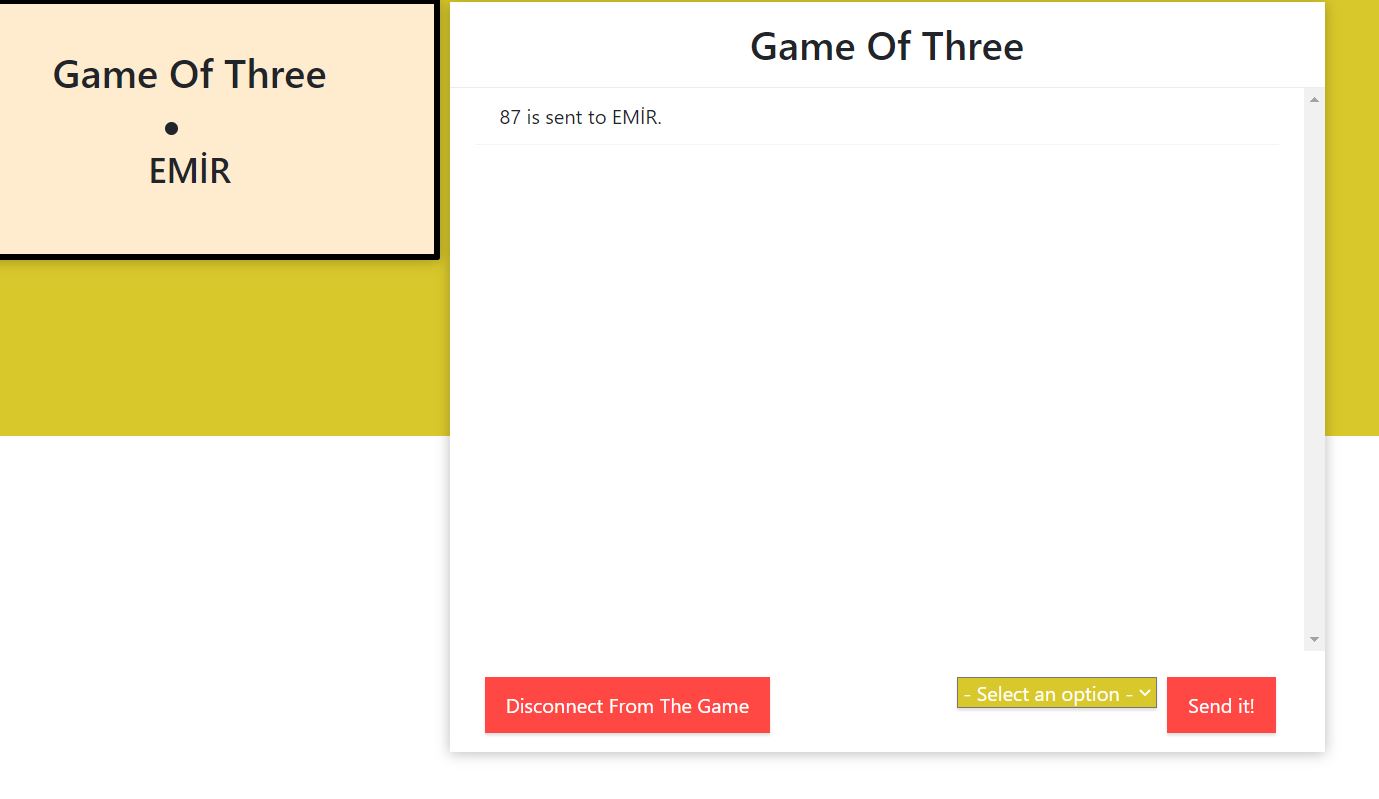 Game Of Three
EMİR
Game Of Three
87 is sent to EMİR.
Disconnect From The Game
- Select an option -
Send it!